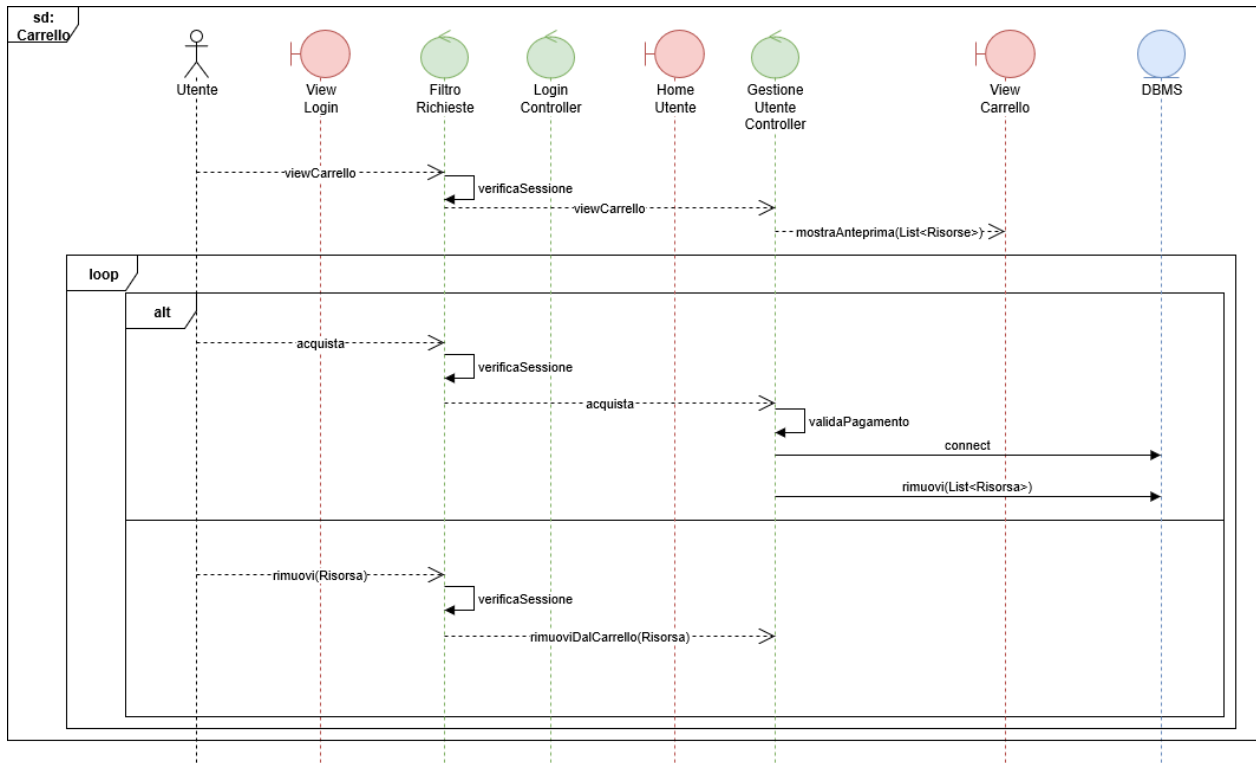 sd:
Carrello
Utente
View
Login
Filtro
Richieste
Login
Controller
Home
Utente
Gestione
Utente
Controller
View
Carrello
DBMS
viewCarrello
verificaSessione
viewCarrello
mostraAnteprima(List<Risorse>)
loop
alt
acquista
verificaSessione
acquista
validaPagamento
connect
rimuovi(List<Risorsa>)
rimuovi(Risorsa)
verificaSessione
rimuoviDalCarrello(Risorsa)